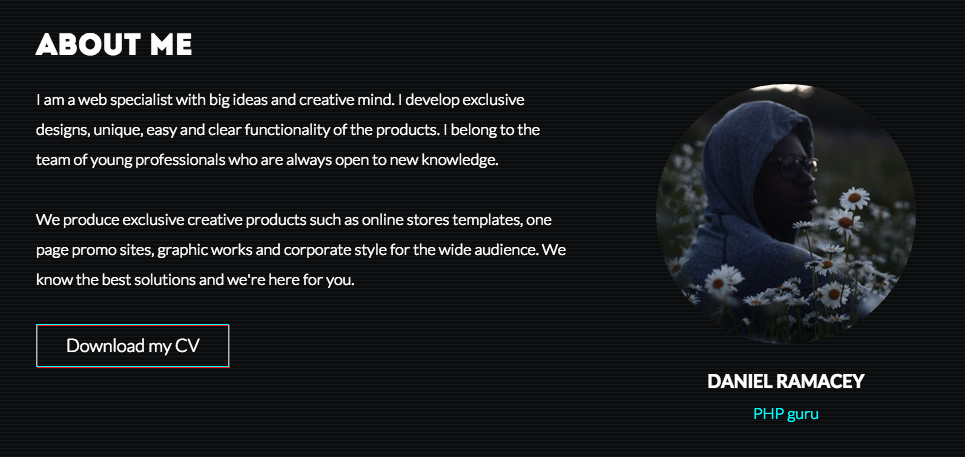 ABOUT ME
I am a web specialist with big ideas and creative mind. I develop exclusive
designs, unique, easy and clear functionality of the products. I belong to the
team of young professionals who are always open to new knowledge.
We produce exclusive creative products such as online stores templates, one
page promo sites, graphic works and corporate style for the wide audience. We
know the best solutions and we're here for you.
Download my CV
DANIEL RAMACEY
PHP guru